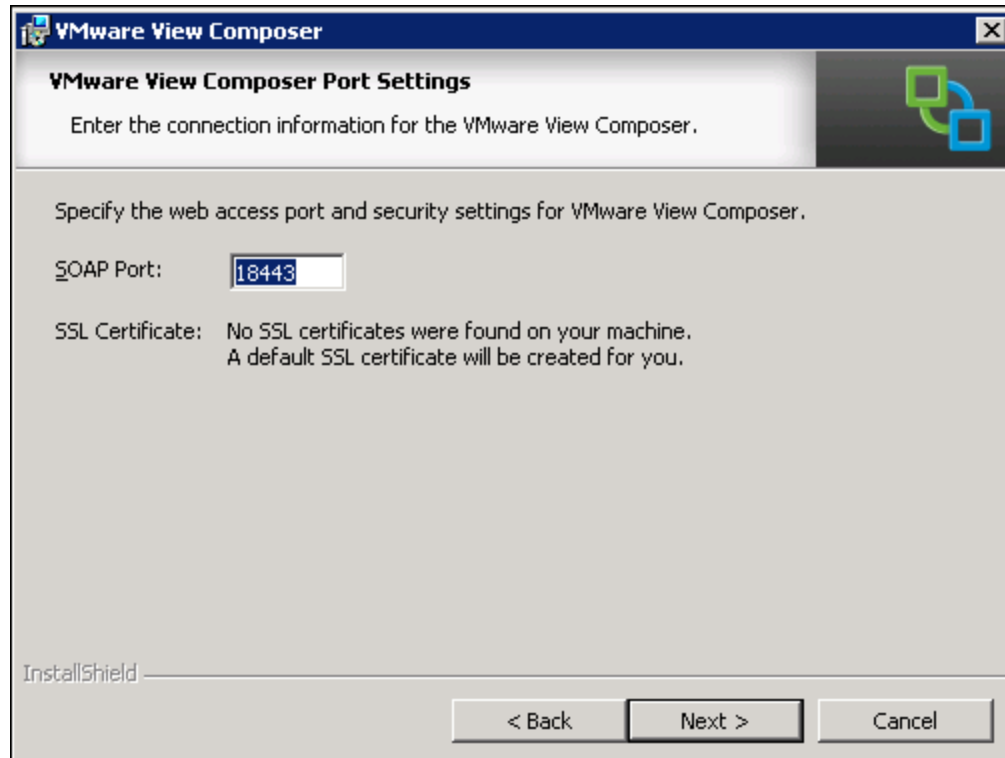 VMware View Composer
VMware View Composer Port Settings
Enter the connection information for the VMware View Composer.
Specify the web access port and security settings for VMware View Composer.
SOAP Port: 18443
SSL Certificate: No SSL certificates were found on your machine.
A default SSL certificate will be created for you.
InstallShield
< Back Next > Cancel